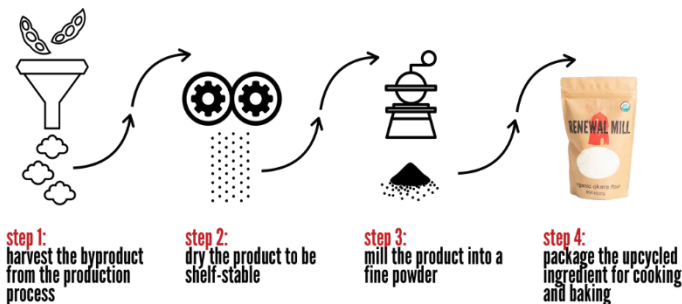 RENEWAL MILL
organic okara flour
step 1:
harvest the byproduct
from the production
process
step 2:
dry the product to be
shelf-stable
step 3:
mill the product into a
fine powder
step 4:
package the upcycled
ingredient for cooking
and baking